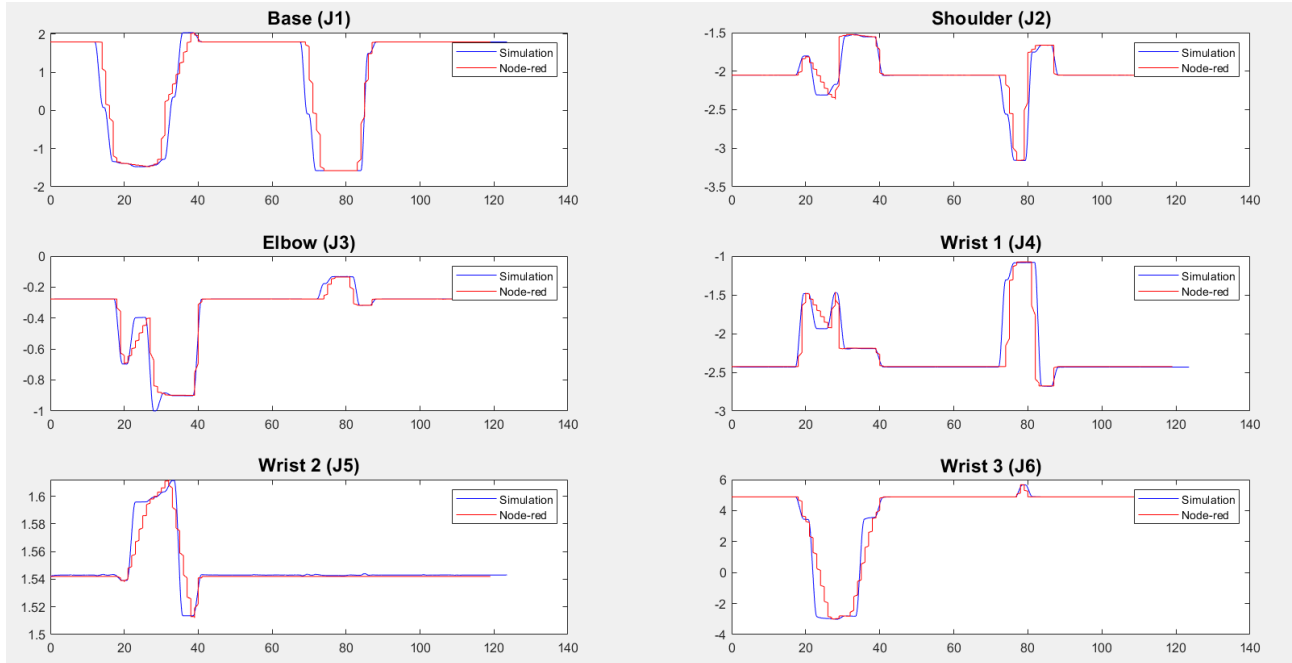 Base (J1)
2
1
0
-1
-2
0 20 40 60 80 100 120 140
Simulation
Node-red
Shoulder (J2)
-1.5
-2
-2.5
-3
-3.5
0 20 40 60 80 100 120 140
Simulation
Node-red
Elbow (J3)
0
-0.2
-0.4
-0.6
-0.8
-1
0 20 40 60 80 100 120 140
Simulation
Node-red
Wrist 1 (J4)
-1
-1.5
-2
-2.5
-3
0 20 40 60 80 100 120 140
Simulation
Node-red
Wrist 2 (J5)
1.6
1.58
1.56
1.54
1.52
1.5
0 20 40 60 80 100 120 140
Simulation
Node-red
Wrist 3 (J6)
6
4
2
0
-2
-4
0 20 40 60 80 100 120 140
Simulation
Node-red